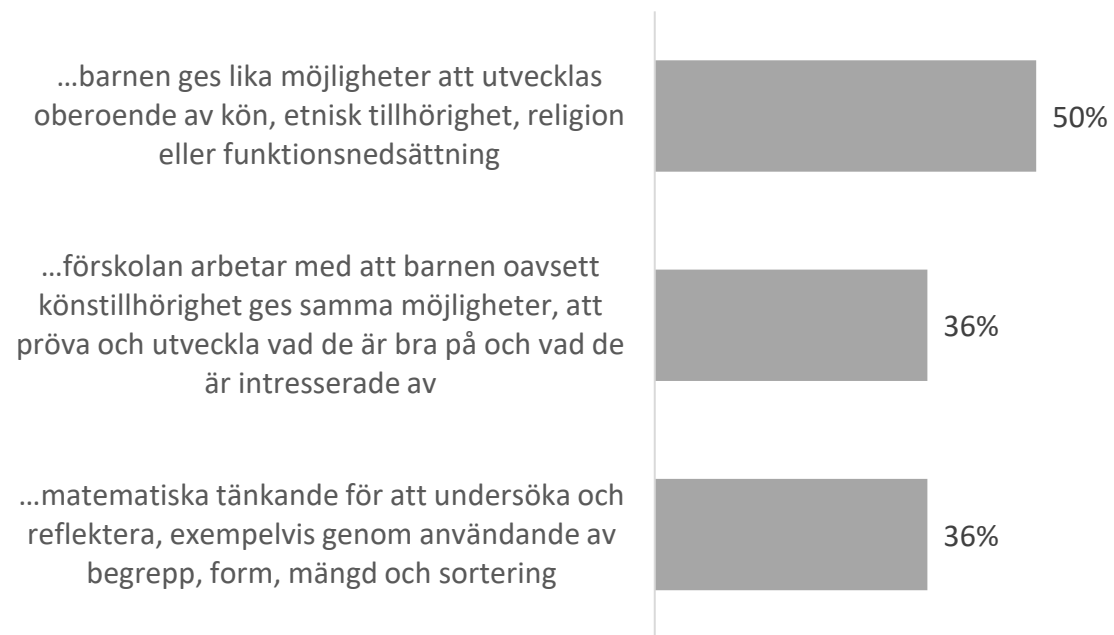 …barnen ges lika möjligheter att utvecklas
oberoende av kön, etnisk tillhörighet, religion
eller funktionsnedsättning
50%
…förskolan arbetar med att barnen oavsett
könstillhörighet ges samma möjligheter, att
pröva och utveckla vad de är bra på och vad de
är intresserade av
36%
…matematiska tänkande för att undersöka och
reflektera, exempelvis genom användande av
begrepp, form, mängd och sortering
36%